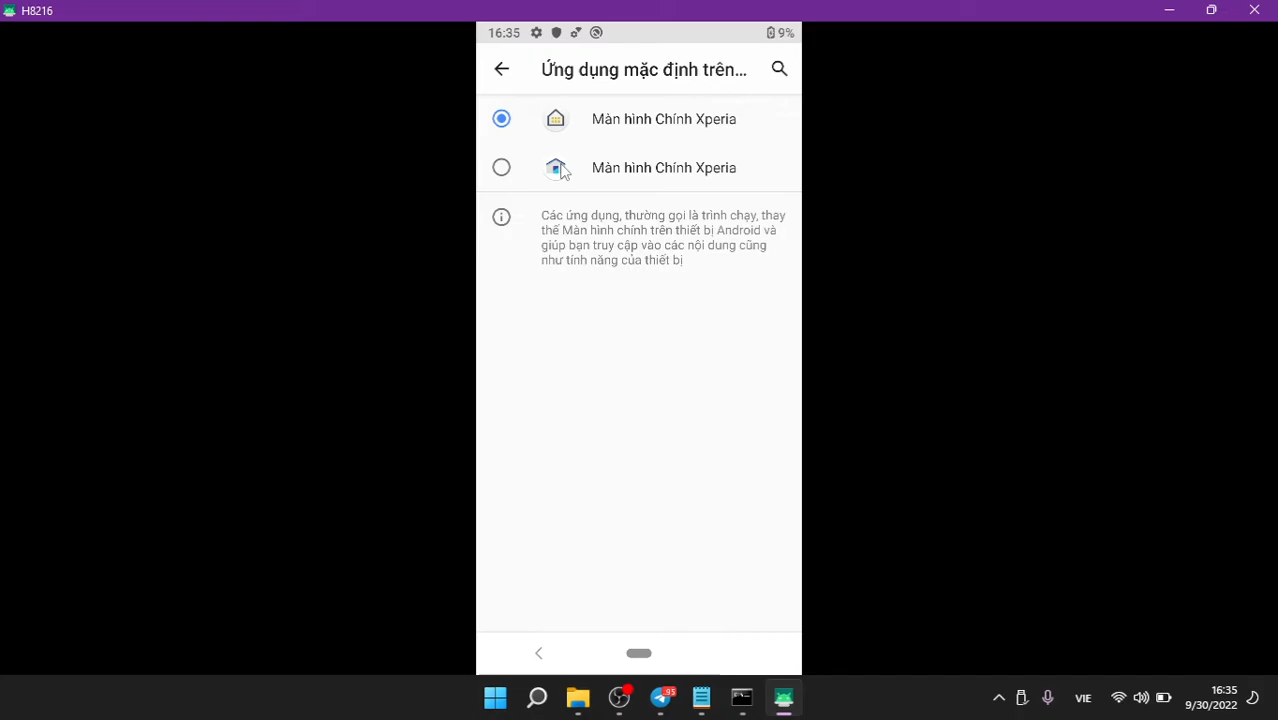 H8216
16:35
9%
Ứng dụng mặc định trên...
Màn hình Chính Xperia
Màn hình Chính Xperia
Các ứng dụng, thường gọi là trình chạy, thay
thế Màn hình chính trên thiết bị Android và
giúp bạn truy cập vào các nội dung cũng
như tính năng của thiết bị
95
VIE
16:35
9/30/2022